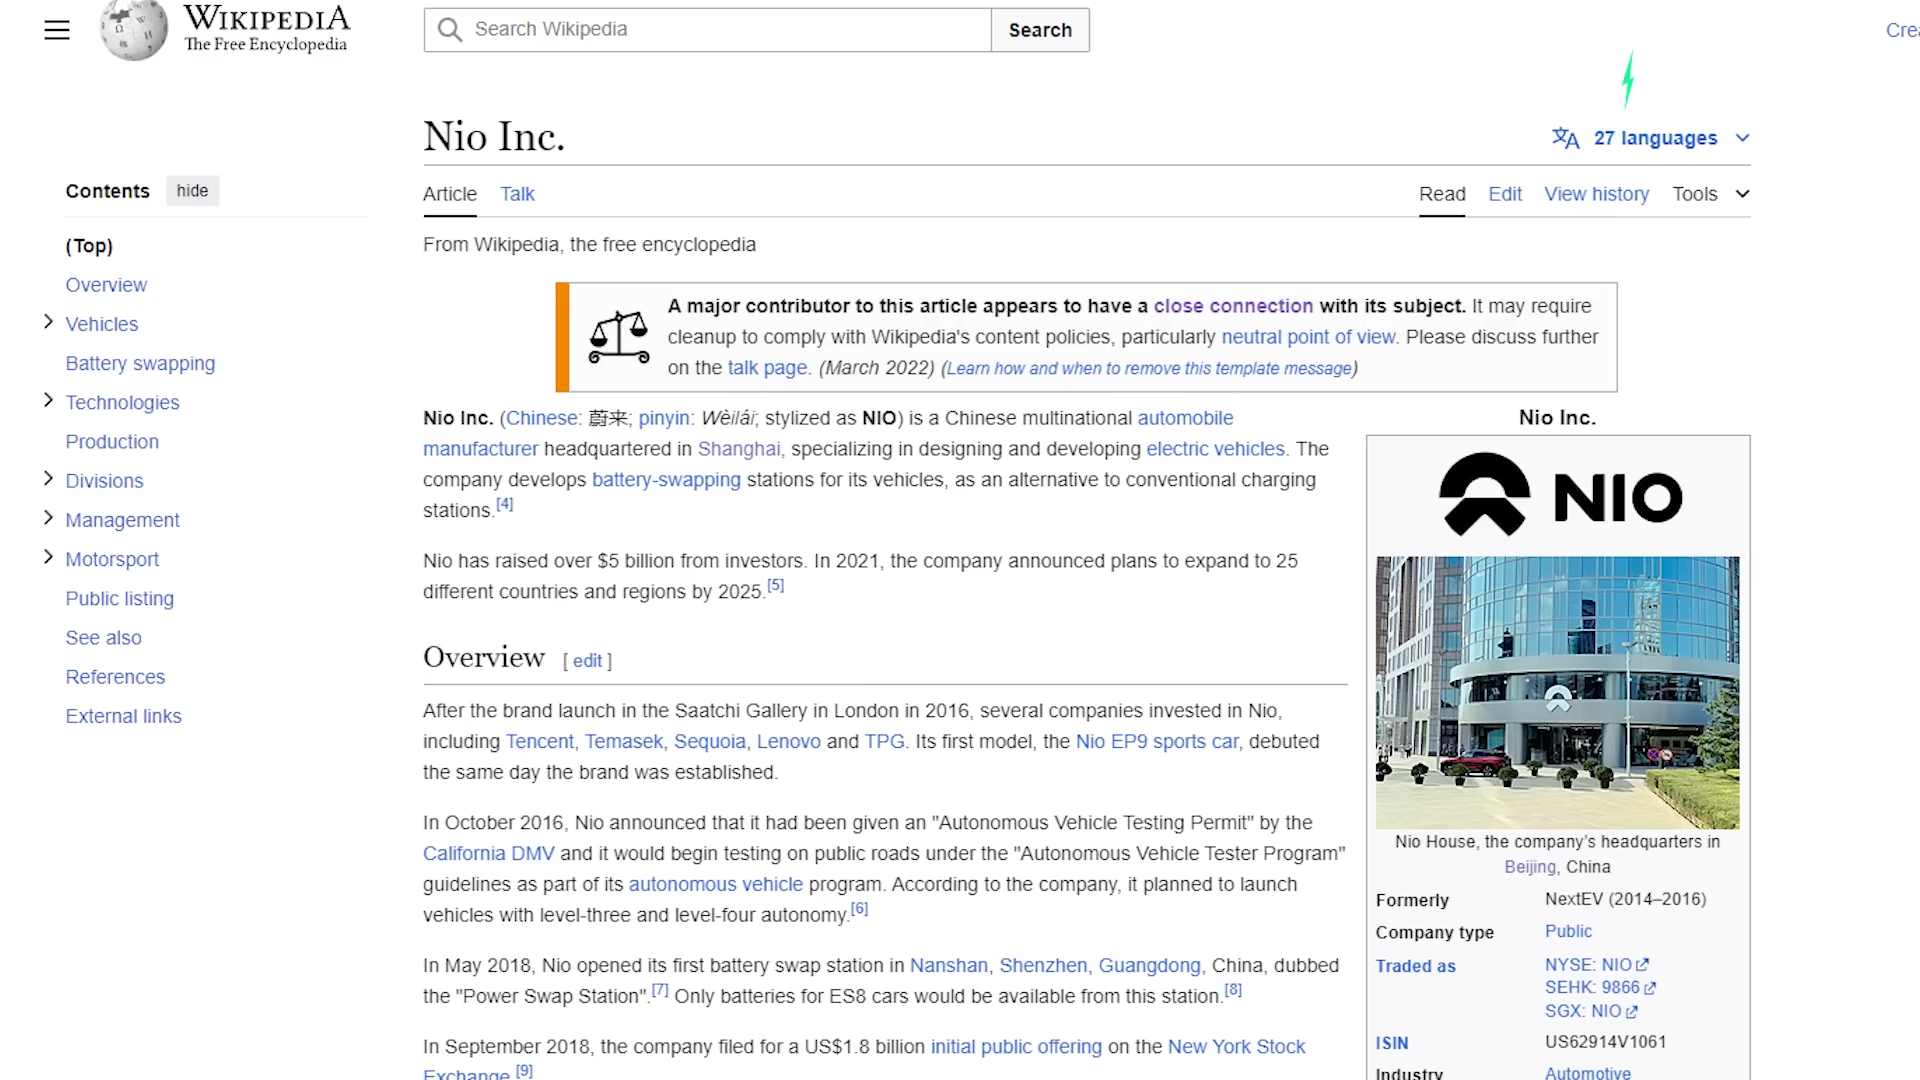 WIKIPEDIA
The Free Encyclopedia
Search Wikipedia
Search
Nio Inc.
27 languages
Contents
hide
(Top)
Overview
Vehicles
Battery swapping
Technologies
Production
Divisions
Management
Motorsport
Public listing
See also
References
External links
Article
Talk
Read
Edit
View history
Tools
From Wikipedia, the free encyclopedia
A major contributor to this article appears to have a close connection with its subject. It may require
cleanup to comply with Wikipedia's content policies, particularly neutral point of view. Please discuss further
on the talk page. (March 2022) (Learn how and when to remove this template message)
Nio Inc. (Chinese: 蔚来; pinyin: Wèilái; stylized as NIO) is a Chinese multinational automobile
manufacturer headquartered in Shanghai, specializing in designing and developing electric vehicles. The
company develops battery-swapping stations for its vehicles, as an alternative to conventional charging
stations.[4]
Nio has raised over $5 billion from investors. In 2021, the company announced plans to expand to 25
different countries and regions by 2025.[5]
Overview [ edit ]
After the brand launch in the Saatchi Gallery in London in 2016, several companies invested in Nio,
including Tencent, Temasek, Sequoia, Lenovo and TPG. Its first model, the Nio EP9 sports car, debuted
the same day the brand was established.
In October 2016, Nio announced that it had been given an "Autonomous Vehicle Testing Permit" by the
California DMV and it would begin testing on public roads under the "Autonomous Vehicle Tester Program"
guidelines as part of its autonomous vehicle program. According to the company, it planned to launch
vehicles with level-three and level-four autonomy.[6]
In May 2018, Nio opened its first battery swap station in Nanshan, Shenzhen, Guangdong, China, dubbed
the "Power Swap Station".[7] Only batteries for ES8 cars would be available from this station.[8]
In September 2018, the company filed for a US$1.8 billion initial public offering on the New York Stock
Exchange.[9]
Nio Inc.
NIO
Nio House, the company's headquarters in
Beijing, China
Formerly NextEV (2014–2016)
Company type Public
Traded as NYSE: NIO
SEHK: 9866
SGX: NIO
ISIN US62914V1061
Industry Automotive